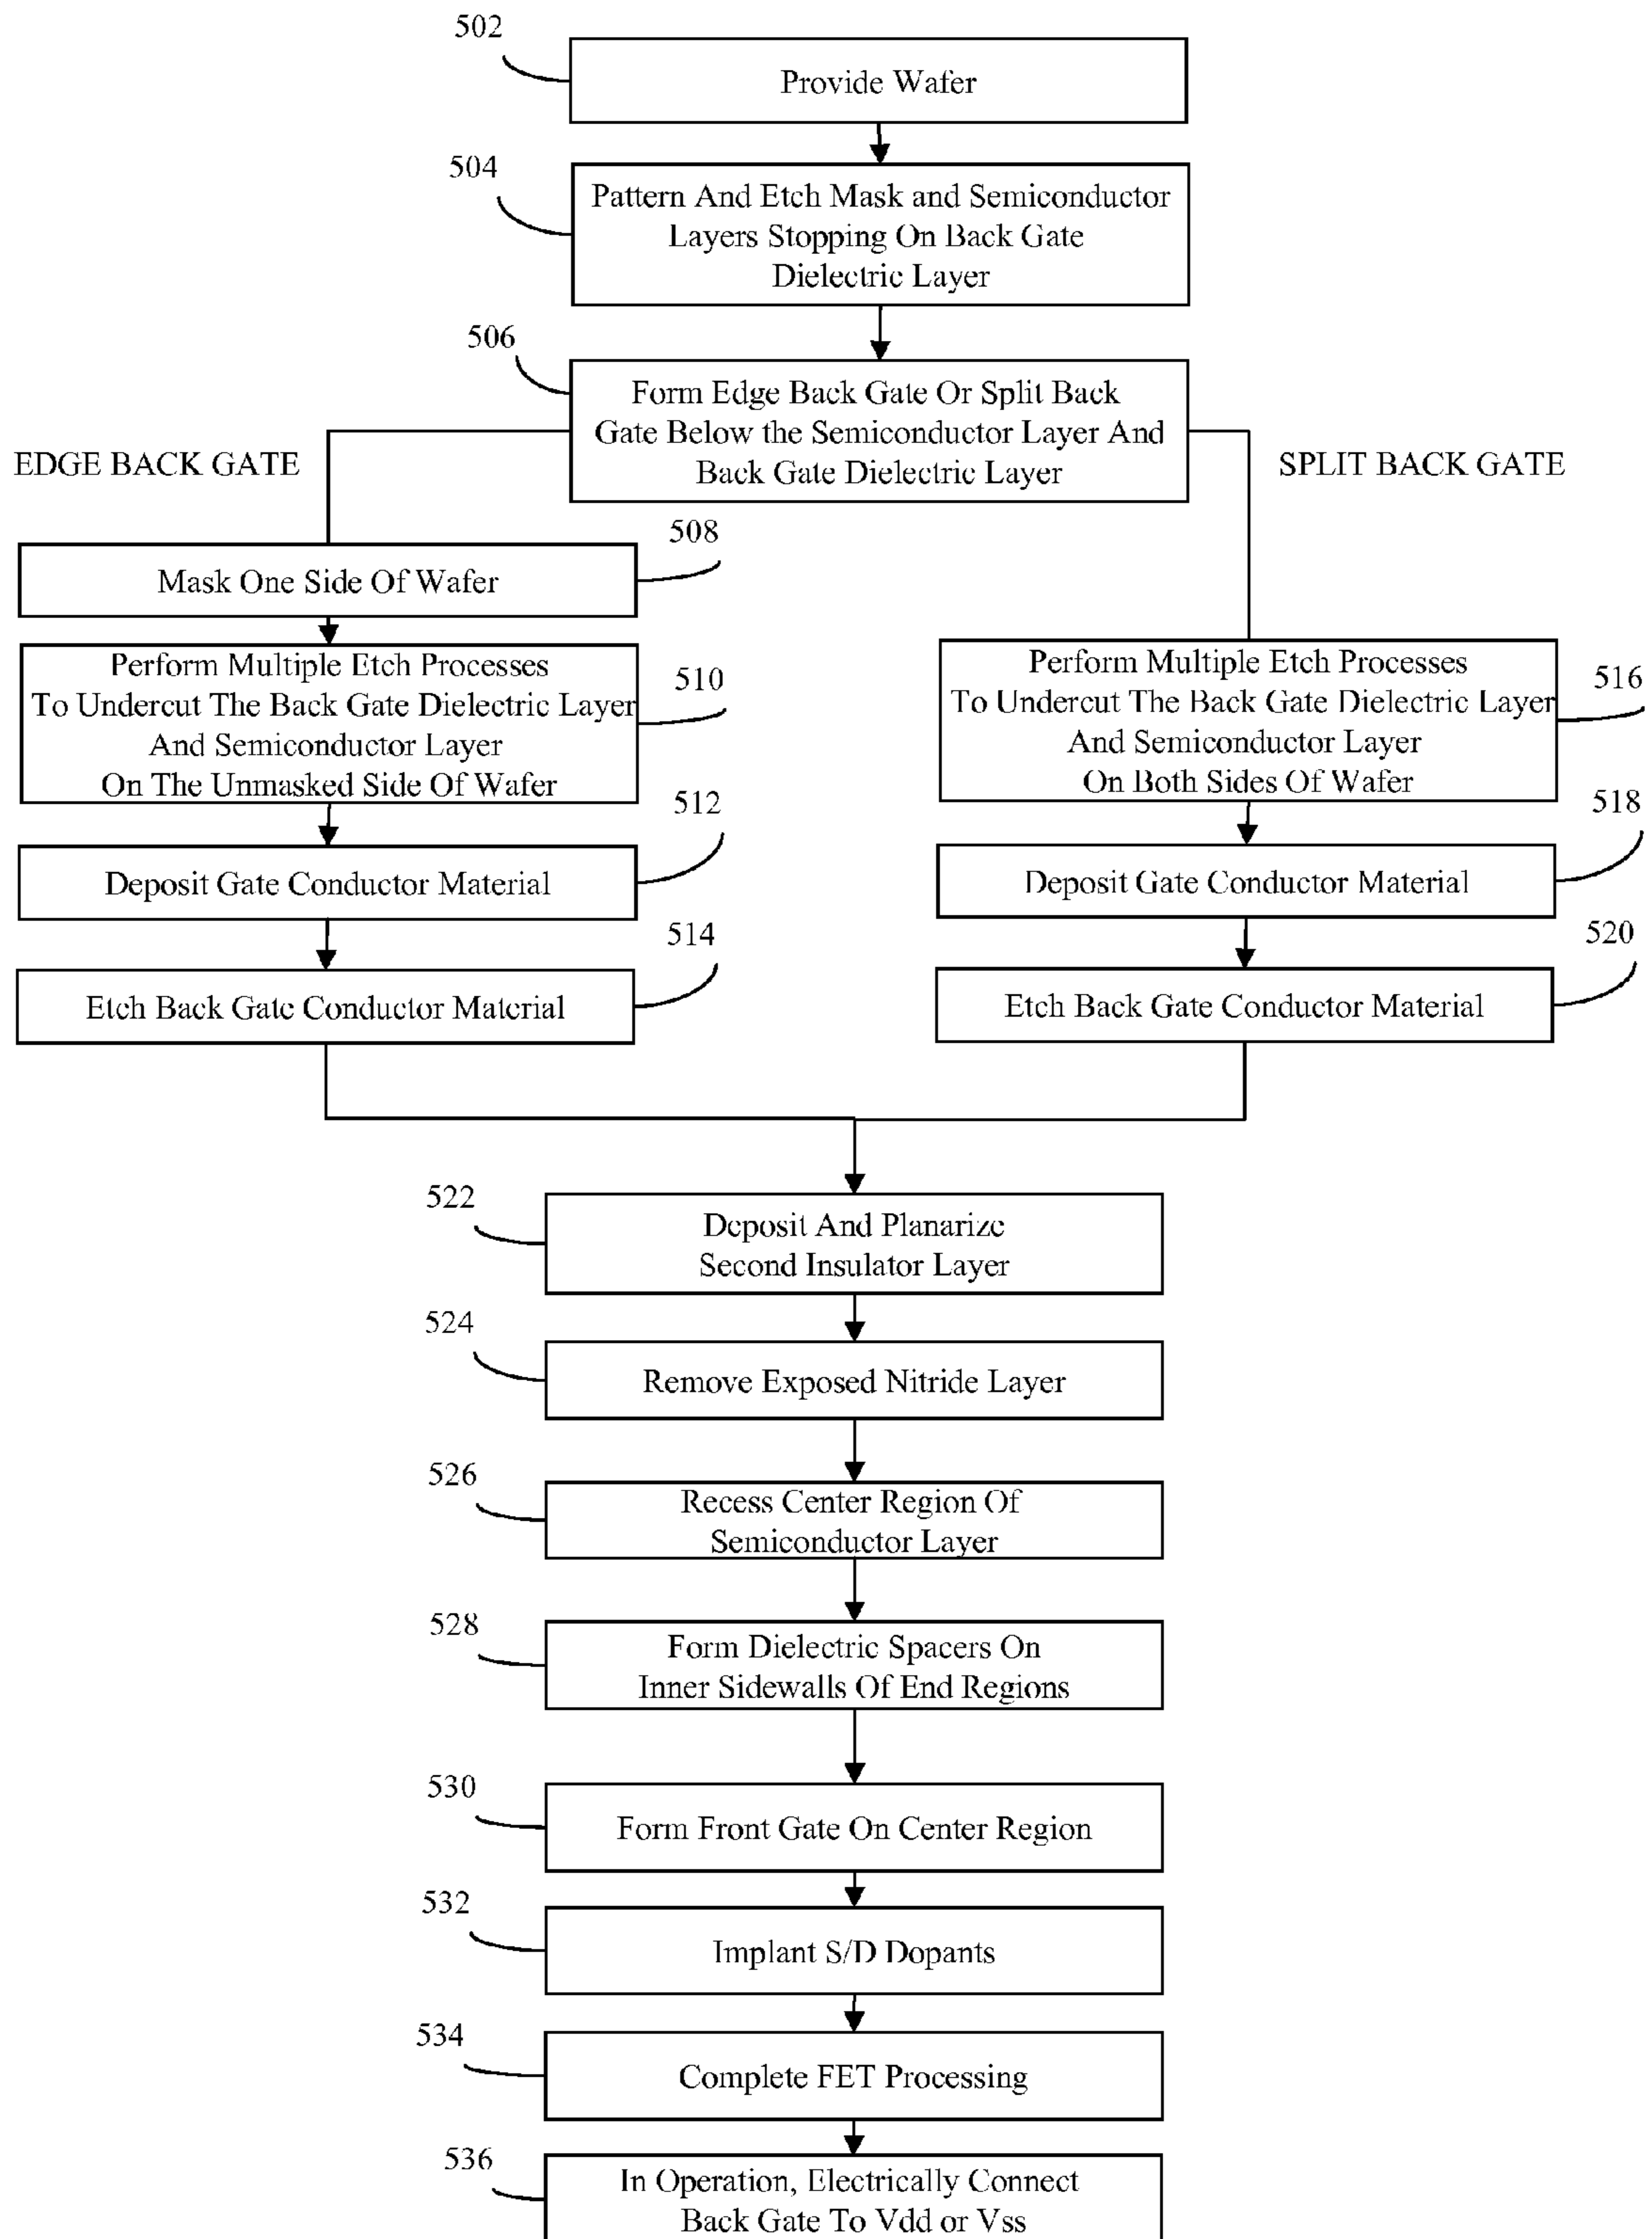 502
Provide Wafer
504
Pattern And Etch Mask and Semiconductor
Layers Stopping On Back Gate
Dielectric Layer
506
Form Edge Back Gate Or Split Back
Gate Below the Semiconductor Layer And
Back Gate Dielectric Layer
EDGE BACK GATE
SPLIT BACK GATE
508
Mask One Side Of Wafer
510
Perform Multiple Etch Processes
To Undercut The Back Gate Dielectric Layer
And Semiconductor Layer
On The Unmasked Side Of Wafer
512
Deposit Gate Conductor Material
514
Etch Back Gate Conductor Material
516
Perform Multiple Etch Processes
To Undercut The Back Gate Dielectric Layer
And Semiconductor Layer
On Both Sides Of Wafer
518
Deposit Gate Conductor Material
520
Etch Back Gate Conductor Material
522
Deposit And Planarize
Second Insulator Layer
524
Remove Exposed Nitride Layer
526
Recess Center Region Of
Semiconductor Layer
528
Form Dielectric Spacers On
Inner Sidewalls Of End Regions
530
Form Front Gate On Center Region
532
Implant S/D Dopants
534
Complete FET Processing
536
In Operation, Electrically Connect
Back Gate To Vdd or Vss